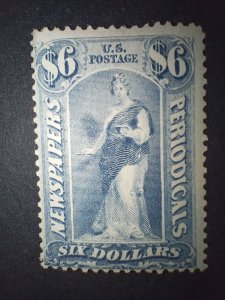 $6 U.S. $6
POSTAGE
NEWSPAPERS
PERIODICALS
SIX DOLLARS